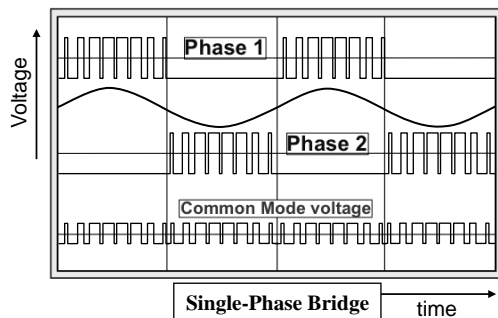 Phase 1
Voltage
Phase 2
Common Mode voltage
Single-Phase Bridge
time